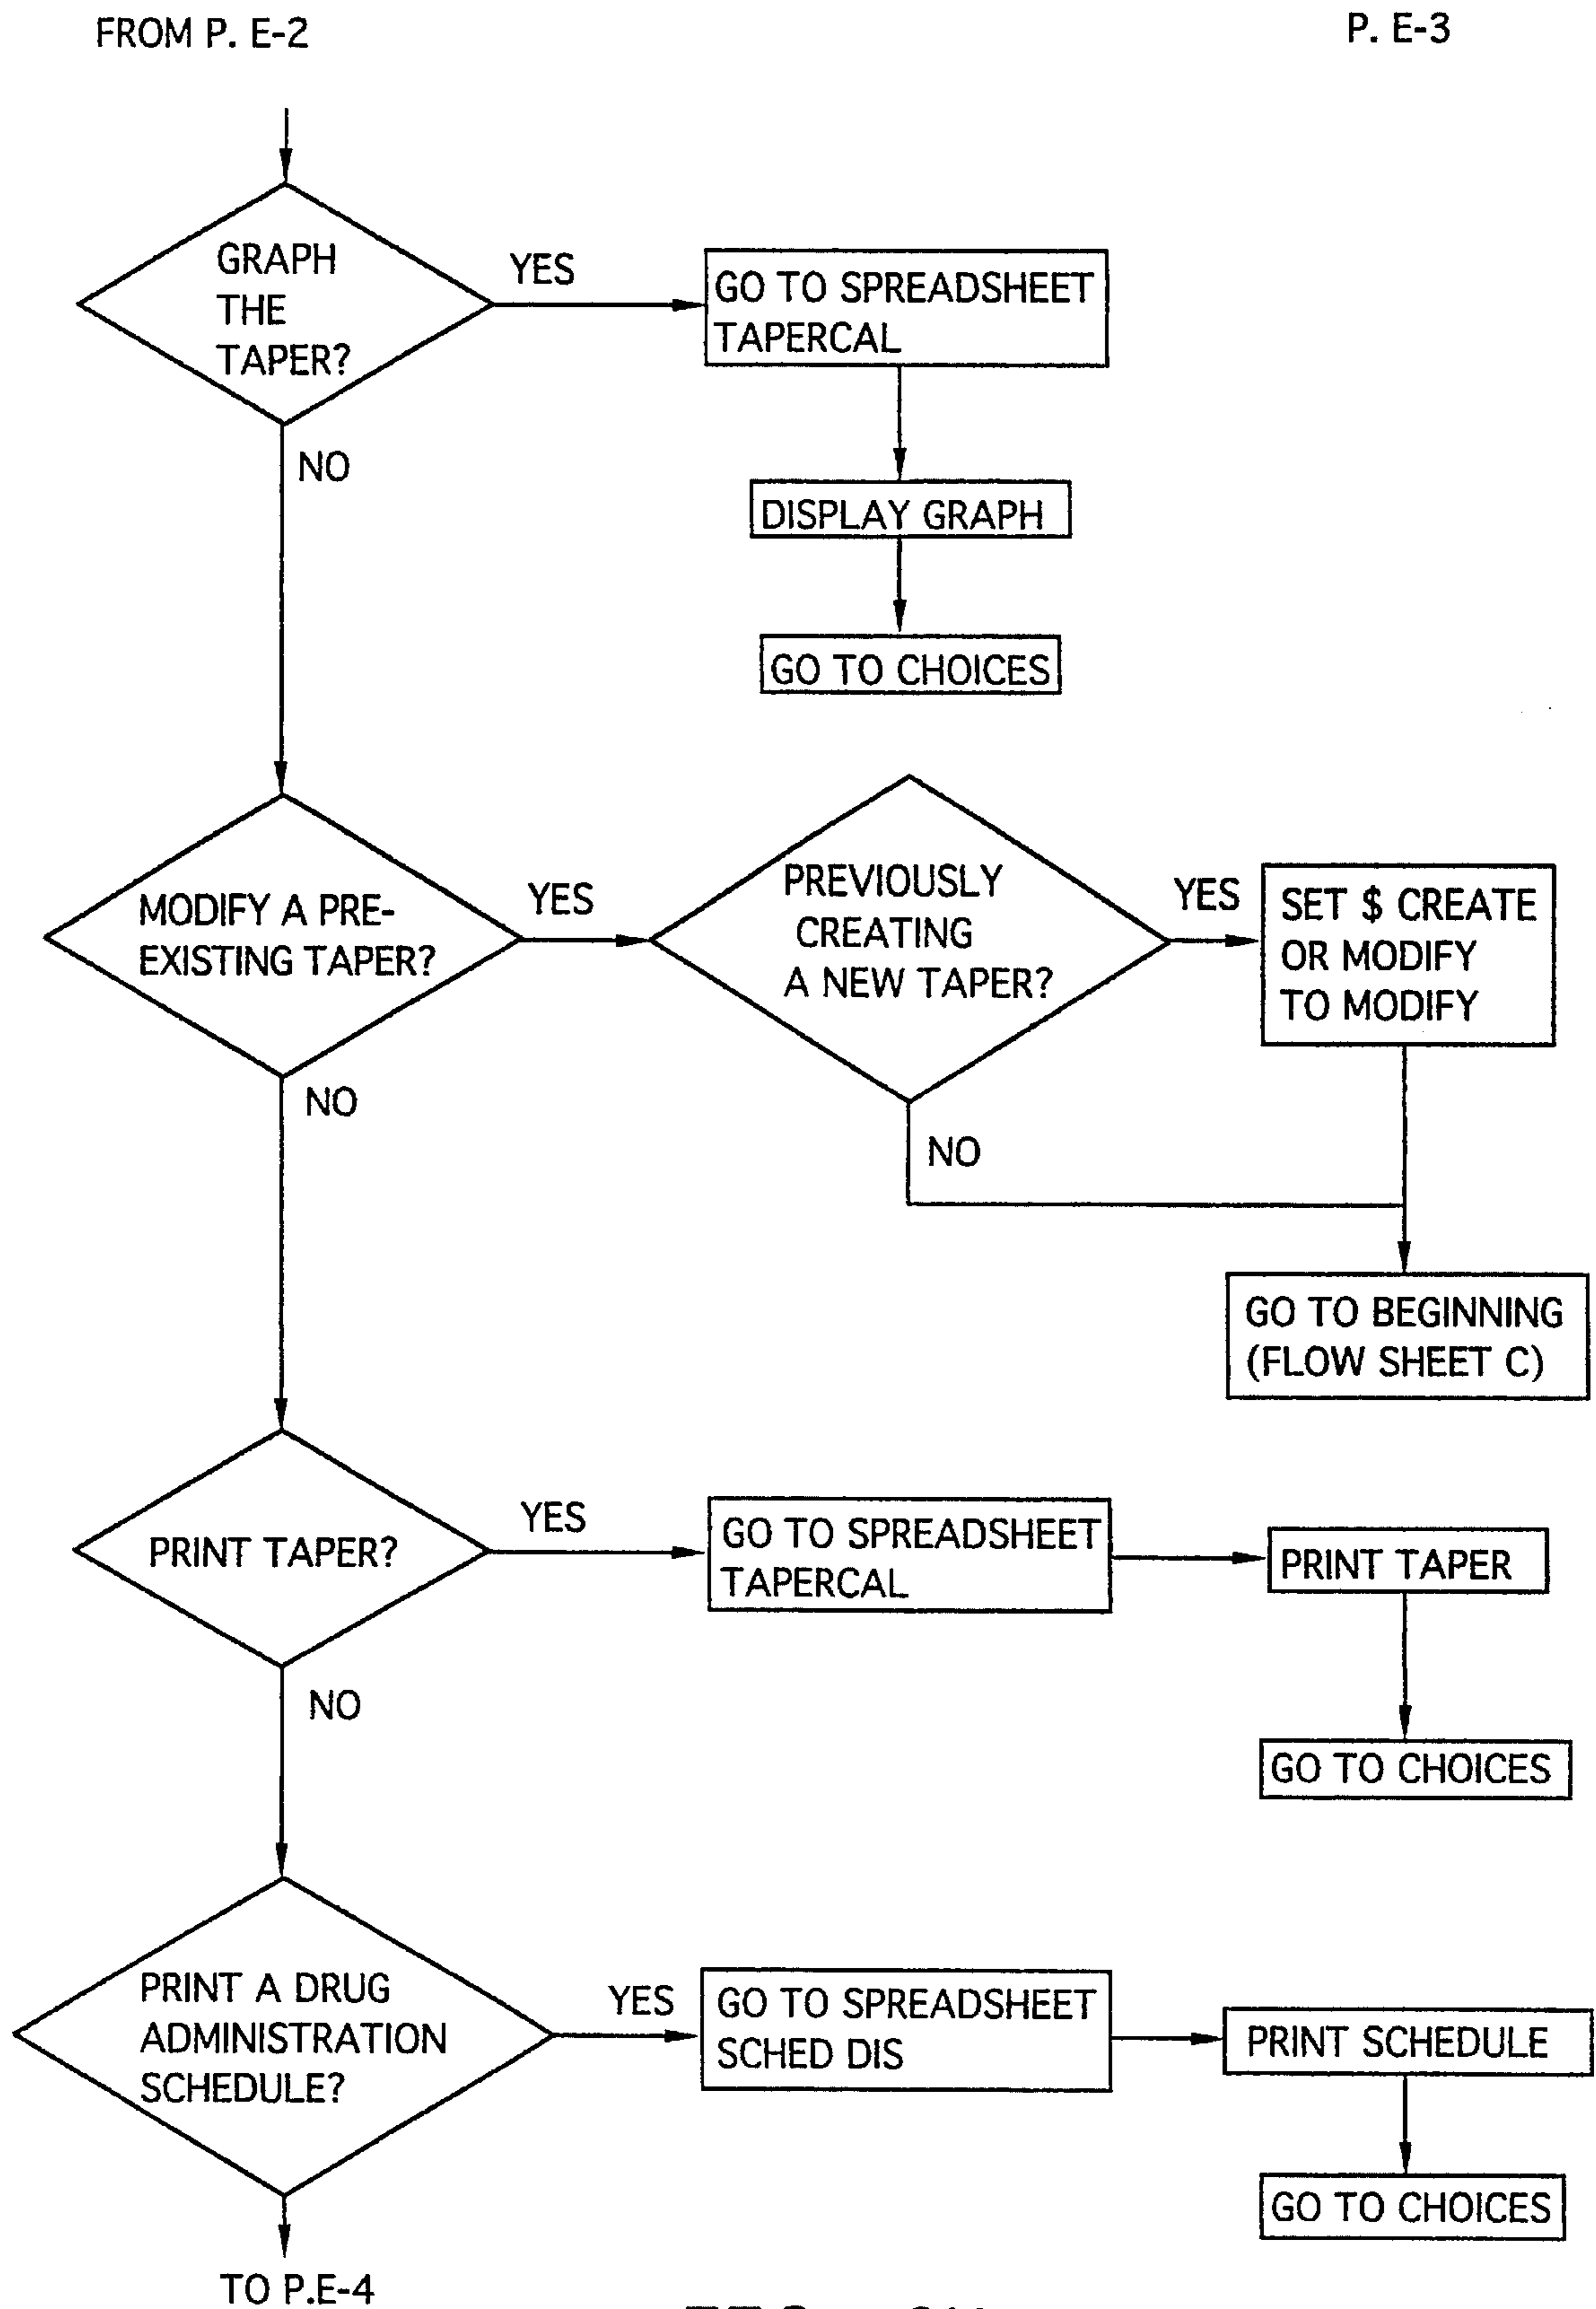 FROM P. E-2
P. E-3
GRAPH
THE
TAPER?
YES
GO TO SPREADSHEET
TAPERCAL
NO
DISPLAY GRAPH
GO TO CHOICES
MODIFY A PRE-
EXISTING TAPER?
YES
PREVIOUSLY
CREATING
A NEW TAPER?
YES
SET $ CREATE
OR MODIFY
TO MODIFY
NO
NO
GO TO BEGINNING
(FLOW SHEET C)
PRINT TAPER?
YES
GO TO SPREADSHEET
TAPERCAL
PRINT TAPER
NO
GO TO CHOICES
PRINT A DRUG
ADMINISTRATION
SCHEDULE?
YES
GO TO SPREADSHEET
SCHED DIS
PRINT SCHEDULE
GO TO CHOICES
TO P.E-4